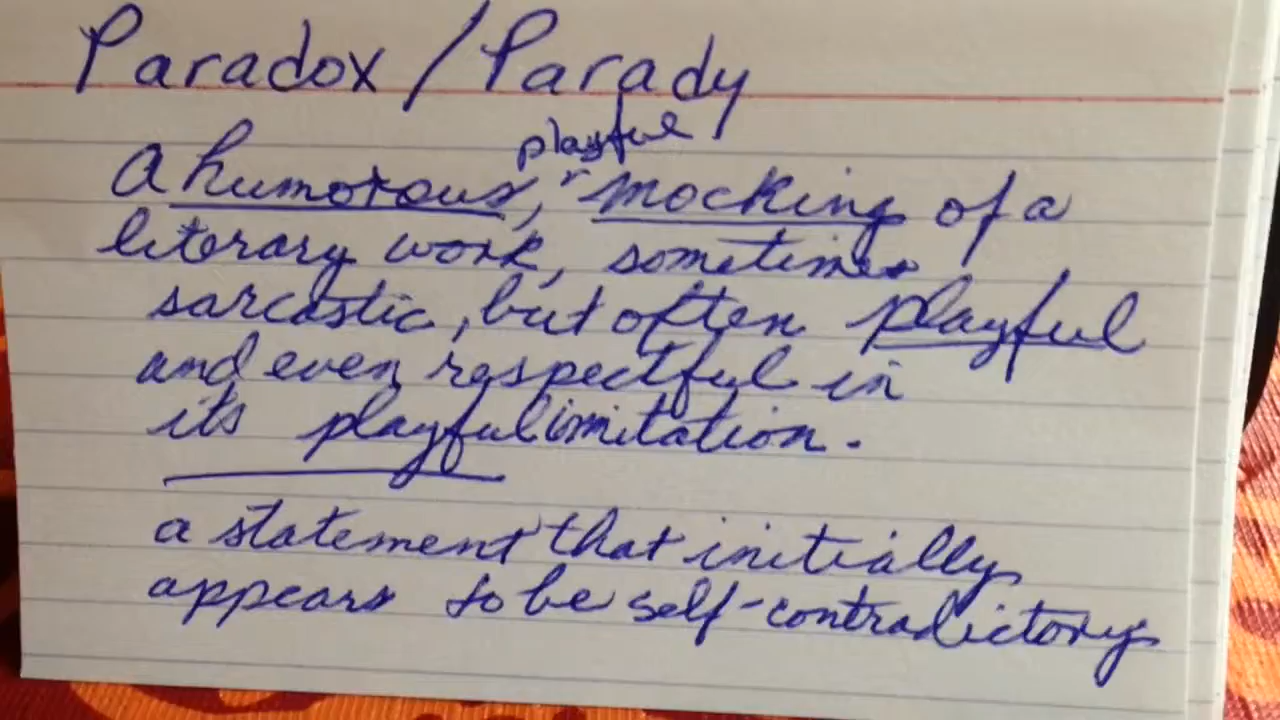 Paradox / Parady
playful
a humorous, mocking of a
literary work, sometimes
sarcastic, but often playful
and even respectful in
its playful imitation.
a statement that initially
appears to be self-contradictory